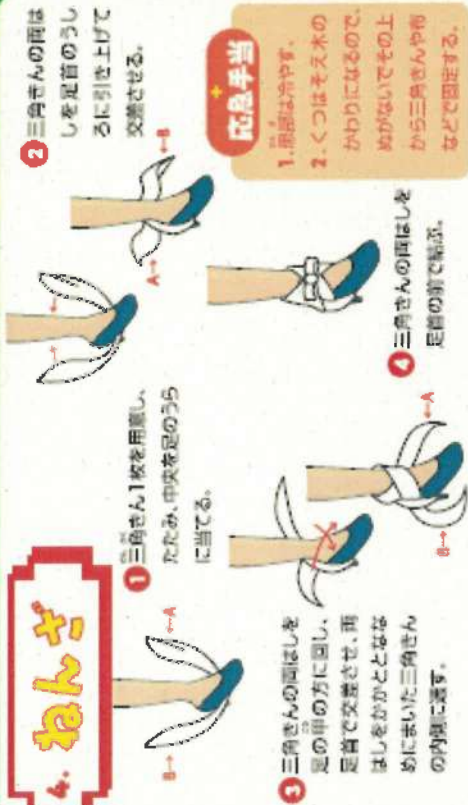 4. ねんざ
❶三角きん1枚を用意し、
たたみ、中央を足のうら
に当てる。
B→
←A
❷三角きんの両は
しを足首のうし
ろに引き上げて
交差させる。
A→
←B
❸三角きんの両はしを
足の甲の方に回し、
足首で交差させ、両
はしをかかととなな
めにまいた三角きん
の内側に通す。
B→
←A
❹三角きんの両はしを
足首の前で結ぶ。
応急手当
1.患部は冷やす。
2.くつはそえ木の
かわりになるので、
ぬがないでその上
から三角きんや布
などで固定する。